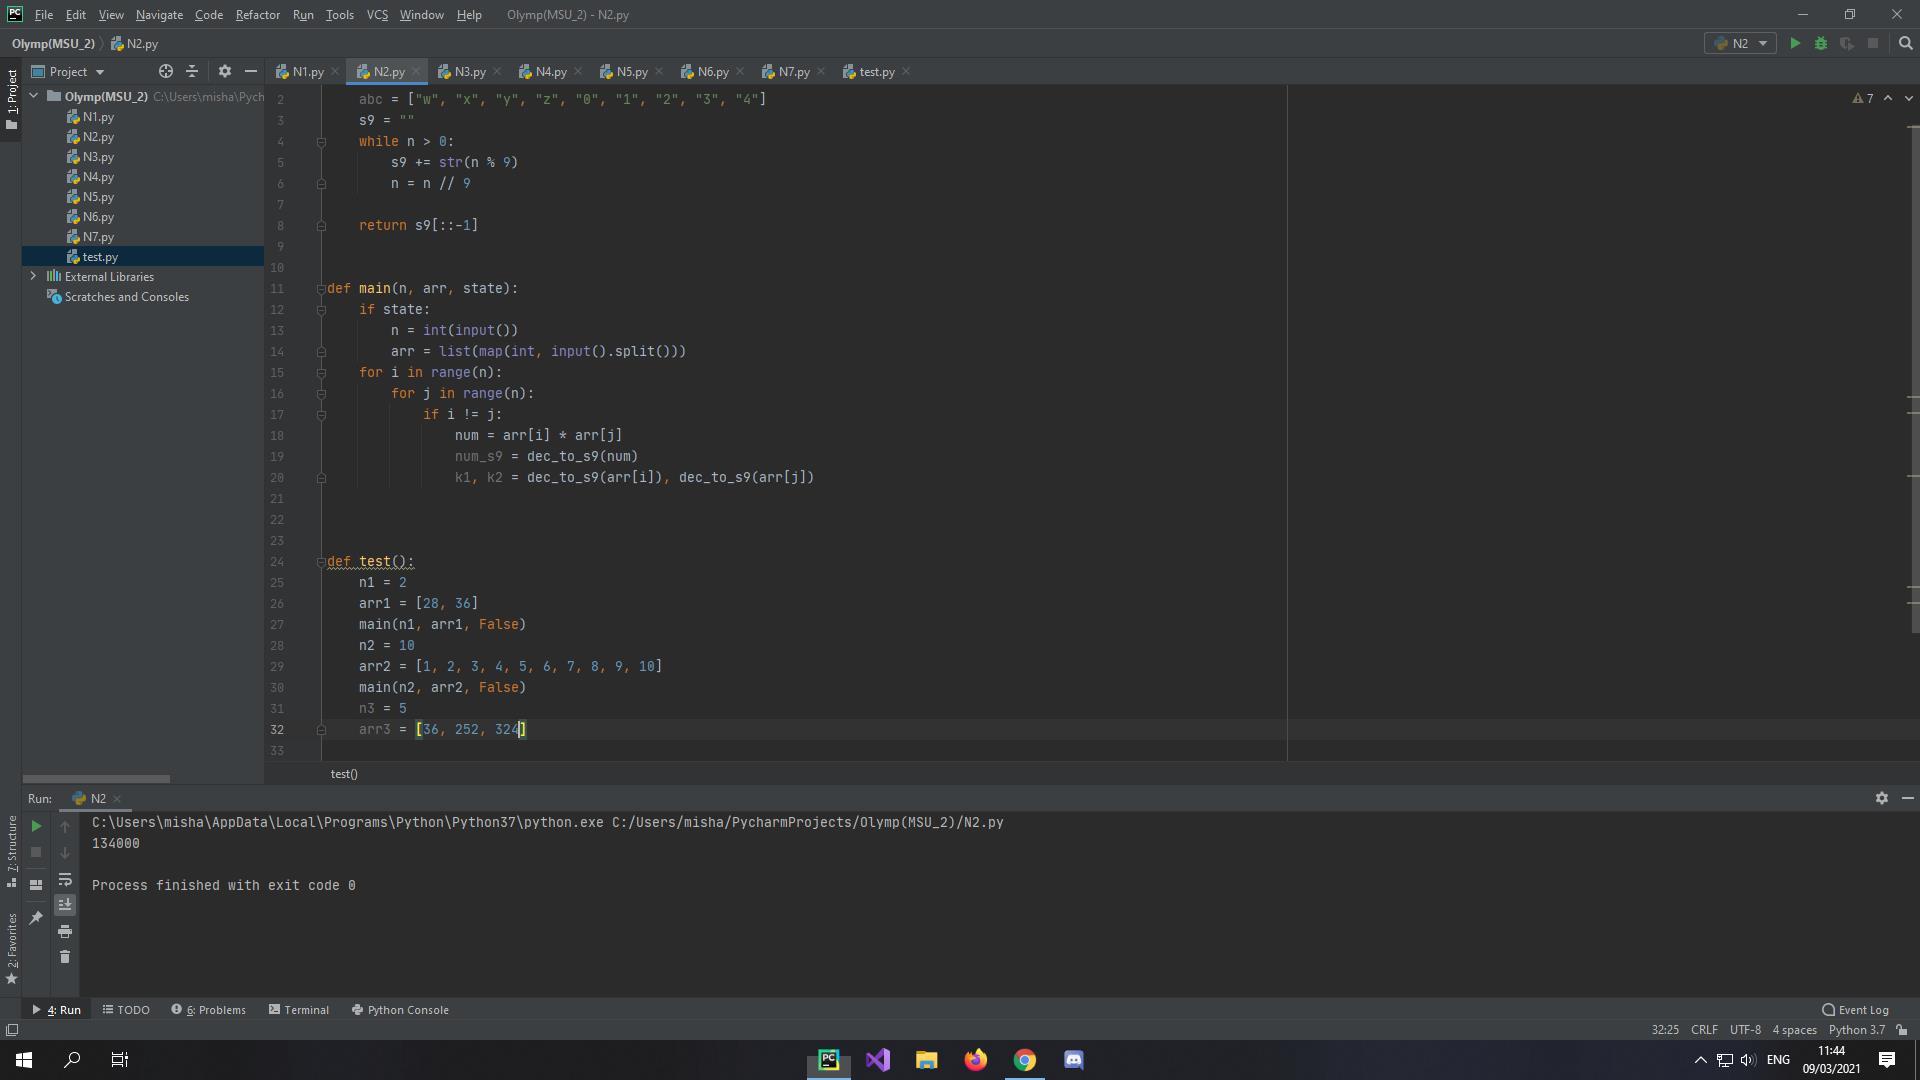 PC File Edit View Navigate Code Refactor Run Tools VCS Window Help Olymp(MSU_2) - N2.py
Olymp(MSU_2) N2.py N2
1: Project
Project
N1.py N2.py N3.py N4.py N5.py N6.py N7.py test.py
Olymp(MSU_2) C:\Users\misha\Pych
N1.py
N2.py
N3.py
N4.py
N5.py
N6.py
N7.py
test.py
External Libraries
Scratches and Consoles
7
2 abc = ["w", "x", "y", "z", "0", "1", "2", "3", "4"]
3 s9 = ""
4 while n > 0:
5 s9 += str(n % 9)
6 n = n // 9
7
8 return s9[::-1]
9
10
11 def main(n, arr, state):
12 if state:
13 n = int(input())
14 arr = list(map(int, input().split()))
15 for i in range(n):
16 for j in range(n):
17 if i != j:
18 num = arr[i] * arr[j]
19 num_s9 = dec_to_s9(num)
20 k1, k2 = dec_to_s9(arr[i]), dec_to_s9(arr[j])
21
22
23
24 def test():
25 n1 = 2
26 arr1 = [28, 36]
27 main(n1, arr1, False)
28 n2 = 10
29 arr2 = [1, 2, 3, 4, 5, 6, 7, 8, 9, 10]
30 main(n2, arr2, False)
31 n3 = 5
32 arr3 = [36, 252, 324]
33
test()
Run: N2
C:\Users\misha\AppData\Local\Programs\Python\Python37\python.exe C:/Users/misha/PycharmProjects/Olymp(MSU_2)/N2.py
134000
Process finished with exit code 0
7: Structure
2: Favorites
4: Run TODO 6: Problems Terminal Python Console Event Log
32:25 CRLF UTF-8 4 spaces Python 3.7
PC ENG 11:44
09/03/2021